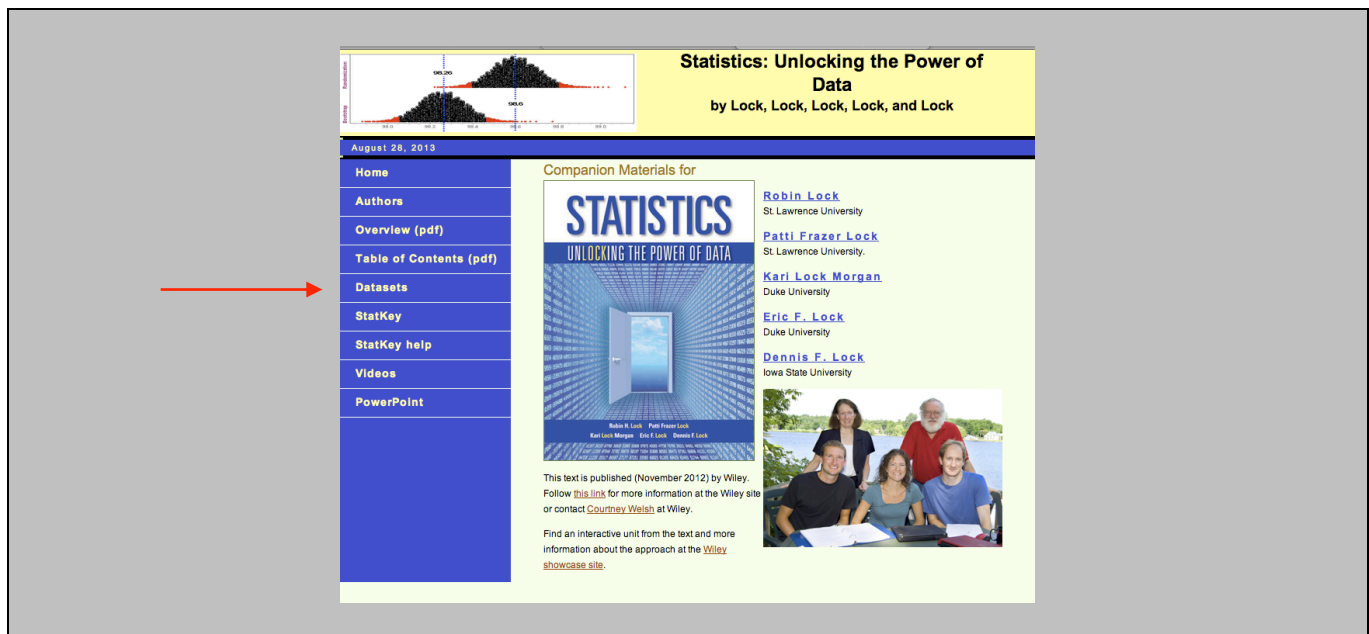 Statistics: Unlocking the Power of
Data
by Lock, Lock, Lock, Lock, and Lock
98.26
98.6
August 28, 2013
Home
Authors
Overview (pdf)
Table of Contents (pdf)
Datasets
StatKey
StatKey help
Videos
PowerPoint
Companion Materials for
STATISTICS
UNLOCKING THE POWER OF DATA
Robin H. Lock Patti Frazer Lock
Kari Lock Morgan Eric F. Lock Dennis F. Lock
This text is published (November 2012) by Wiley.
Follow this link for more information at the Wiley site
or contact Courtney Welsh at Wiley.
Find an interactive unit from the text and more
information about the approach at the Wiley
showcase site.
Robin Lock
St. Lawrence University
Patti Frazer Lock
St. Lawrence University.
Kari Lock Morgan
Duke University
Eric F. Lock
Duke University
Dennis F. Lock
Iowa State University